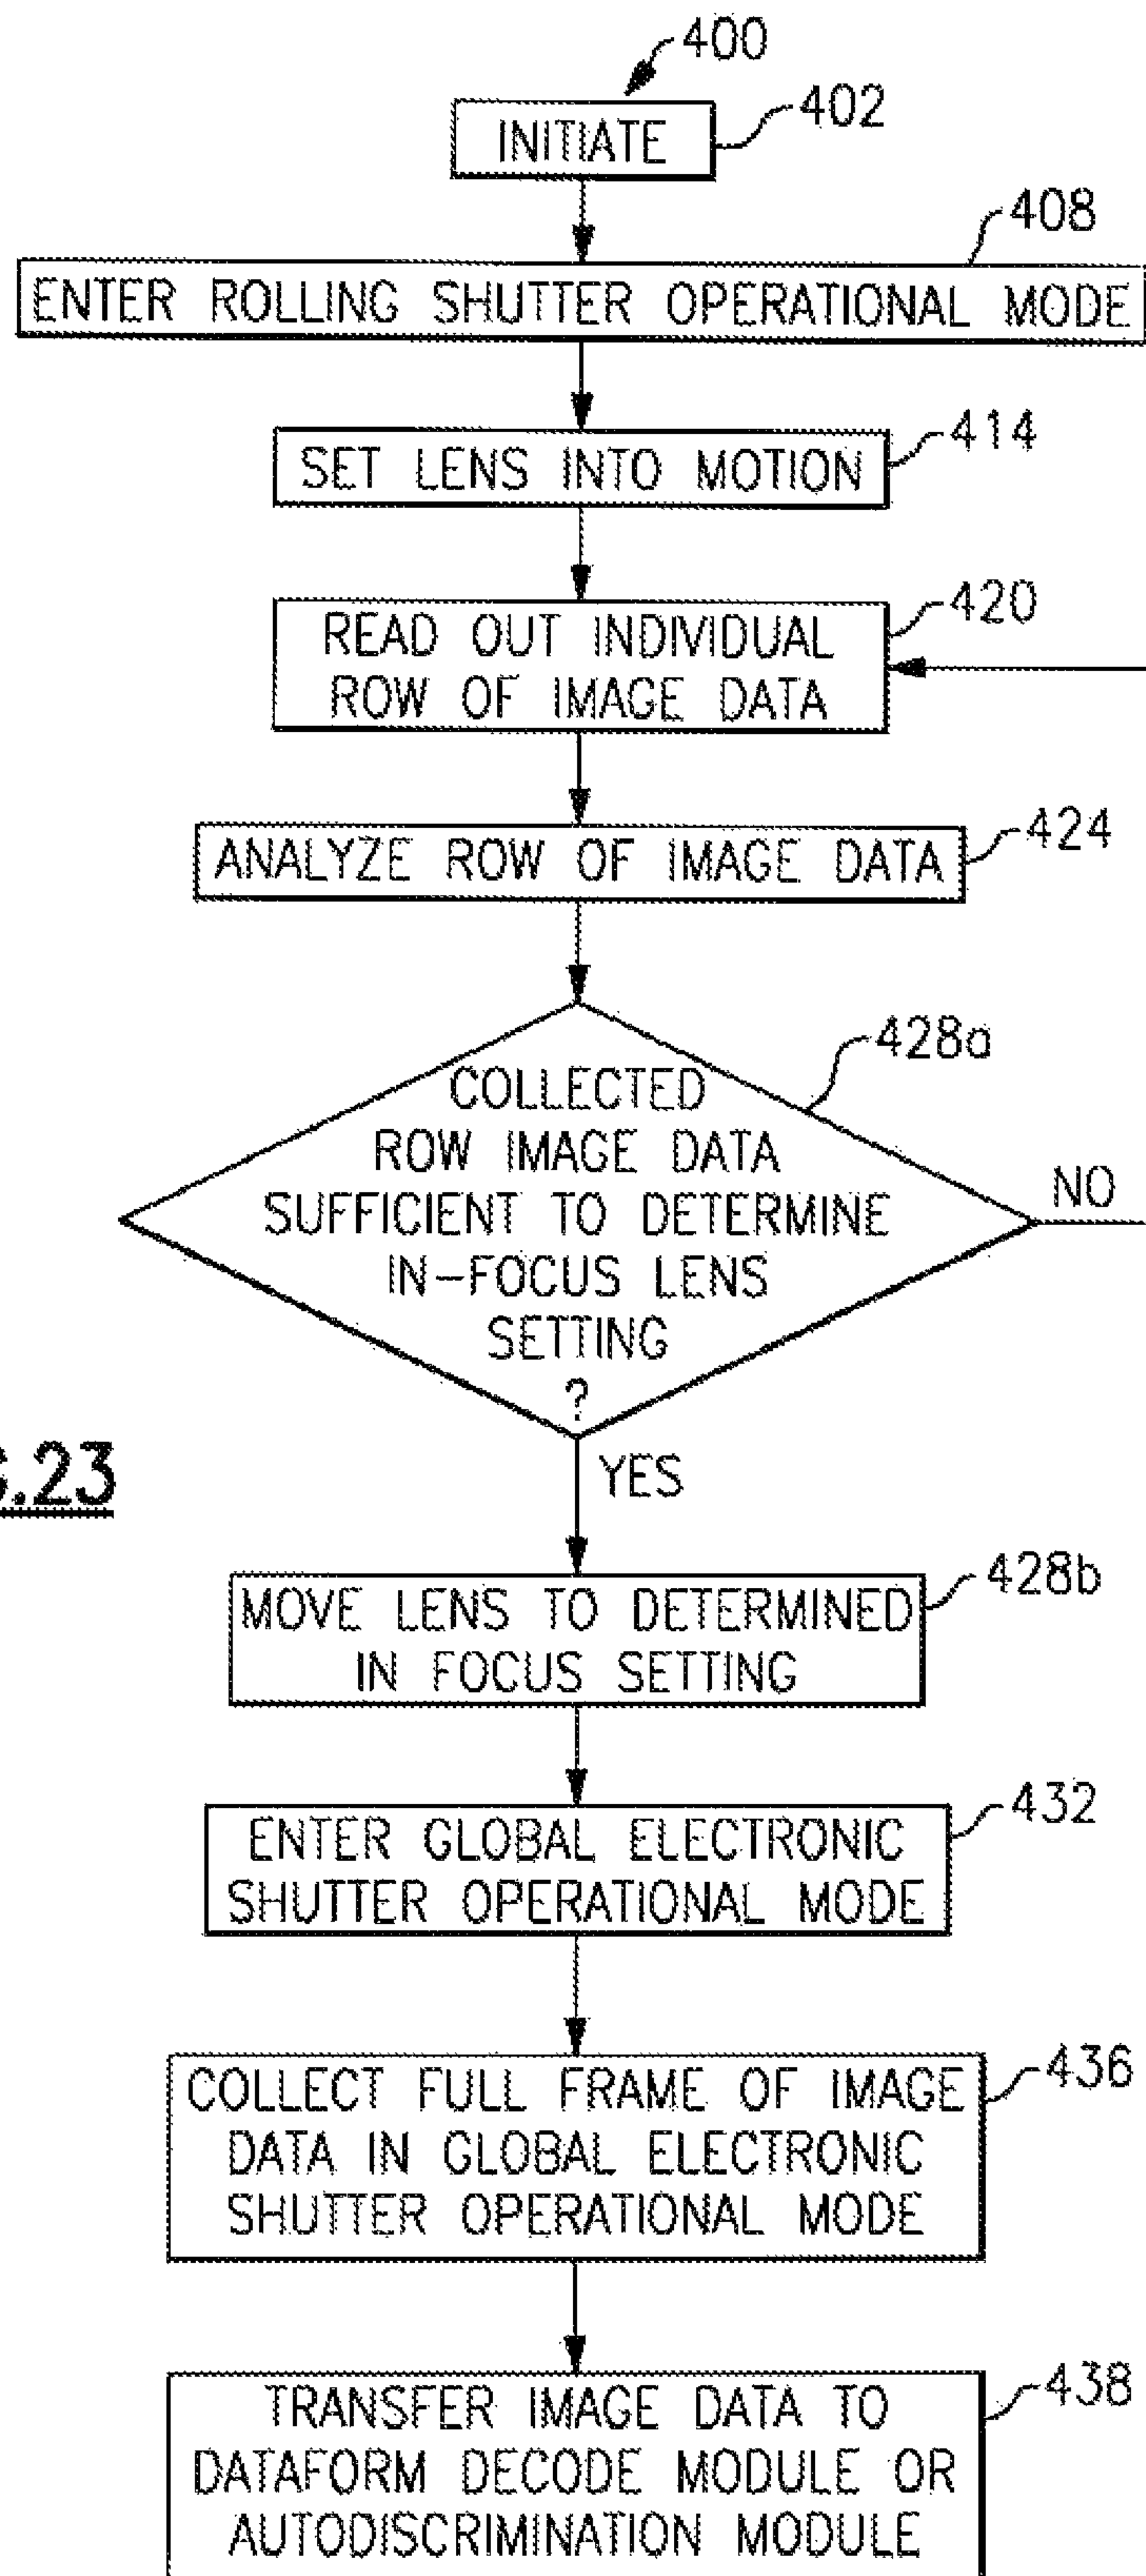 400
INITIATE
402
408
ENTER ROLLING SHUTTER OPERATIONAL MODE
SET LENS INTO MOTION
414
READ OUT INDIVIDUAL
ROW OF IMAGE DATA
420
ANALYZE ROW OF IMAGE DATA
424
428a
COLLECTED
ROW IMAGE DATA
SUFFICIENT TO DETERMINE
IN-FOCUS LENS
SETTING
?
NO
YES
.23
MOVE LENS TO DETERMINED
IN FOCUS SETTING
428b
ENTER GLOBAL ELECTRONIC
SHUTTER OPERATIONAL MODE
432
COLLECT FULL FRAME OF IMAGE
DATA IN GLOBAL ELECTRONIC
SHUTTER OPERATIONAL MODE
436
TRANSFER IMAGE DATA TO
DATAFORM DECODE MODULE OR
AUTODISCRIMINATION MODULE
438